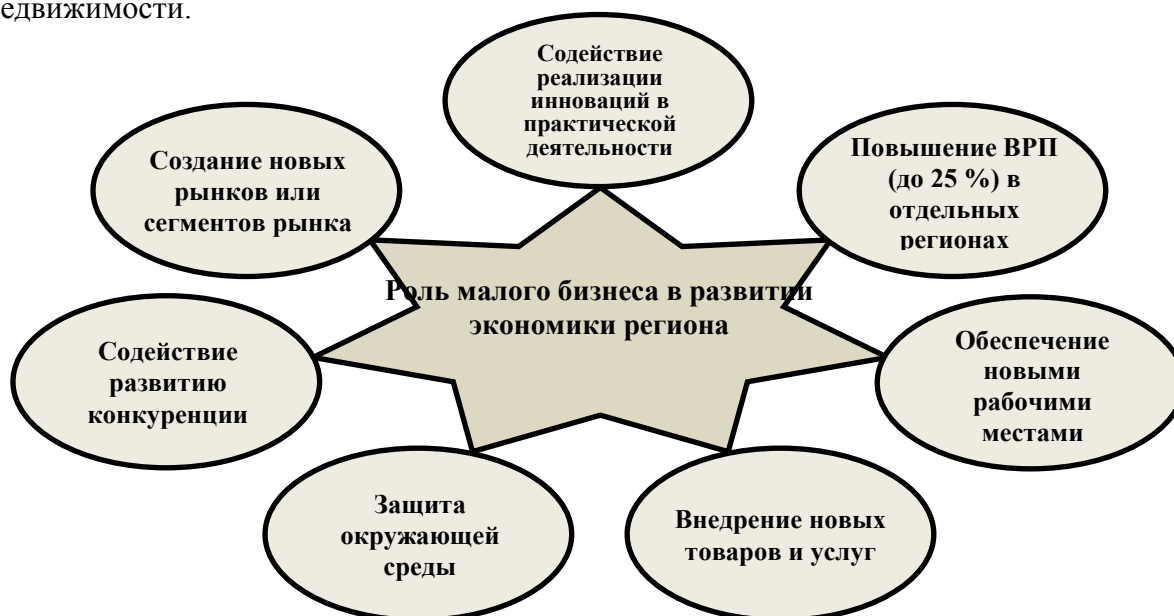 едвижимости.
Содействие
реализации
инноваций в
практической
деятельности
Создание новых
рынков или
сегментов рынка
Повышение ВРП
(до 25 %) в
отдельных
регионах
Роль малого бизнеса в развитии
экономики региона
Содействие
развитию
конкуренции
Обеспечение
новыми
рабочими
местами
Защита
окружающей
среды
Внедрение новых
товаров и услуг